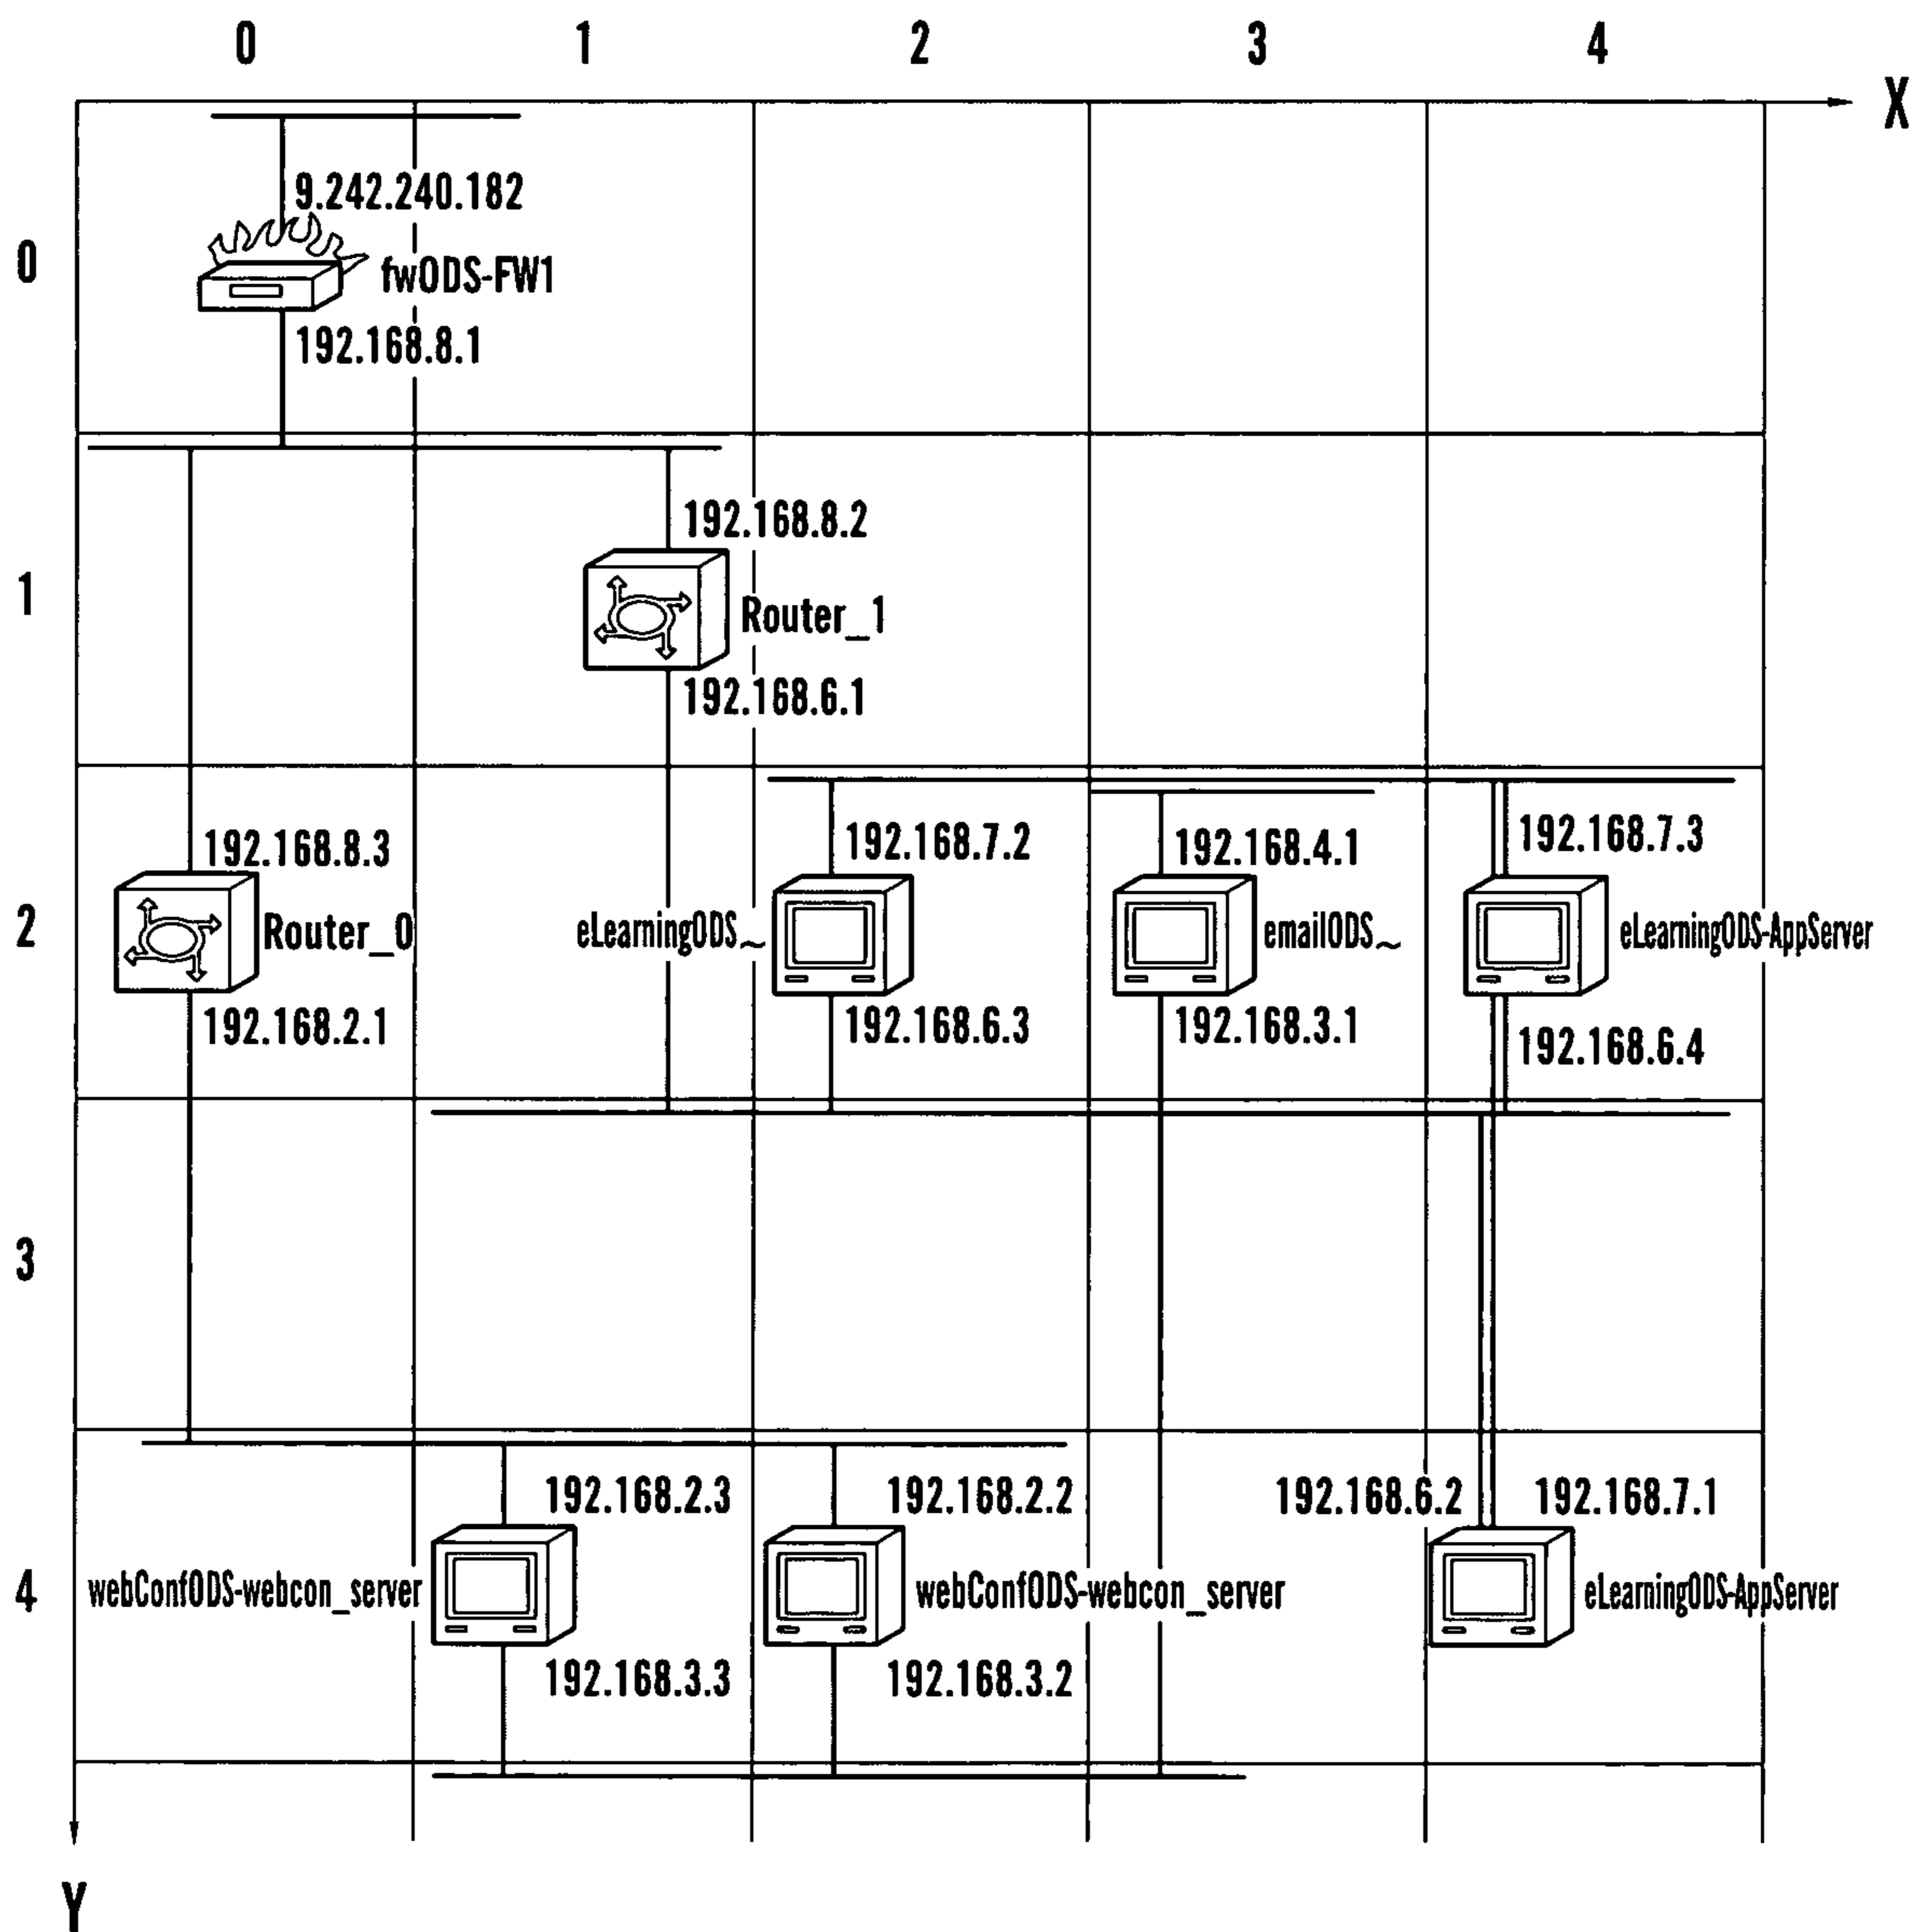 0 1 2 3 4
X
9.242.240.182
0
fwODS-FW1
192.168.8.1
192.168.8.2
1
Router_1
192.168.6.1
192.168.8.3
192.168.7.2
192.168.4.1
192.168.7.3
2
Router_0
eLearningODS~
emailODS~
eLearningODS-AppServer
192.168.2.1
192.168.6.3
192.168.3.1
192.168.6.4
3
192.168.2.3
192.168.2.2
192.168.6.2
192.168.7.1
4
webConfODS-webcon_server
webConfODS-webcon_server
eLearningODS-AppServer
192.168.3.3
192.168.3.2
Y